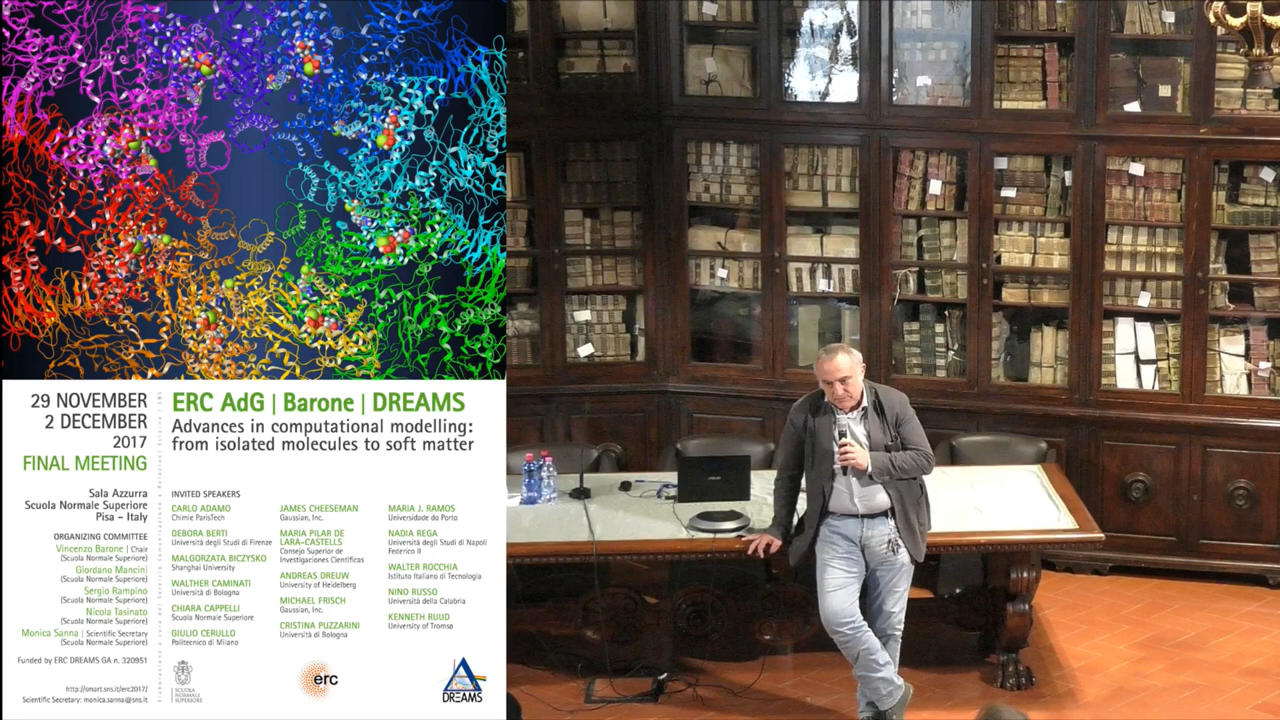 29 NOVEMBER
2 DECEMBER
2017
FINAL MEETING
Sala Azzurra
Scuola Normale Superiore
Pisa - Italy
ORGANIZING COMMITTEE
Vincenzo Barone | Chair
(Scuola Normale Superiore)
Giordano Mancini
(Scuola Normale Superiore)
Sergio Rampino
(Scuola Normale Superiore)
Nicola Tasinato
(Scuola Normale Superiore)
Monica Sanna | Scientific Secretary
(Scuola Normale Superiore)
Funded by ERC DREAMS GA n. 320951
http://smart.sns.it/erc2017/
Scientific Secretary: monica.sanna@sns.it
ERC AdG | Barone | DREAMS
Advances in computational modelling:
from isolated molecules to soft matter
INVITED SPEAKERS
CARLO ADAMO
Chimie ParisTech
DEBORA BERTI
Università degli Studi di Firenze
MALGORZATA BICZYSKO
Shanghai University
WALTHER CAMINATI
Università di Bologna
CHIARA CAPPELLI
Scuola Normale Superiore
GIULIO CERULLO
Politecnico di Milano
JAMES CHEESEMAN
Gaussian, Inc.
MARIA PILAR DE
LARA-CASTELLS
Consejo Superior de
Investigaciones Científicas
ANDREAS DREUW
University of Heidelberg
MICHAEL FRISCH
Gaussian, Inc.
CRISTINA PUZZARINI
Università di Bologna
MARIA J. RAMOS
Universidade do Porto
NADIA REGA
Università degli Studi di Napoli
Federico II
WALTER ROCCHIA
Istituto Italiano di Tecnologia
NINO RUSSO
Università della Calabria
KENNETH RUUD
University of Tromsø
SCUOLA
NORMALE
SUPERIORE
erc
DREAMS